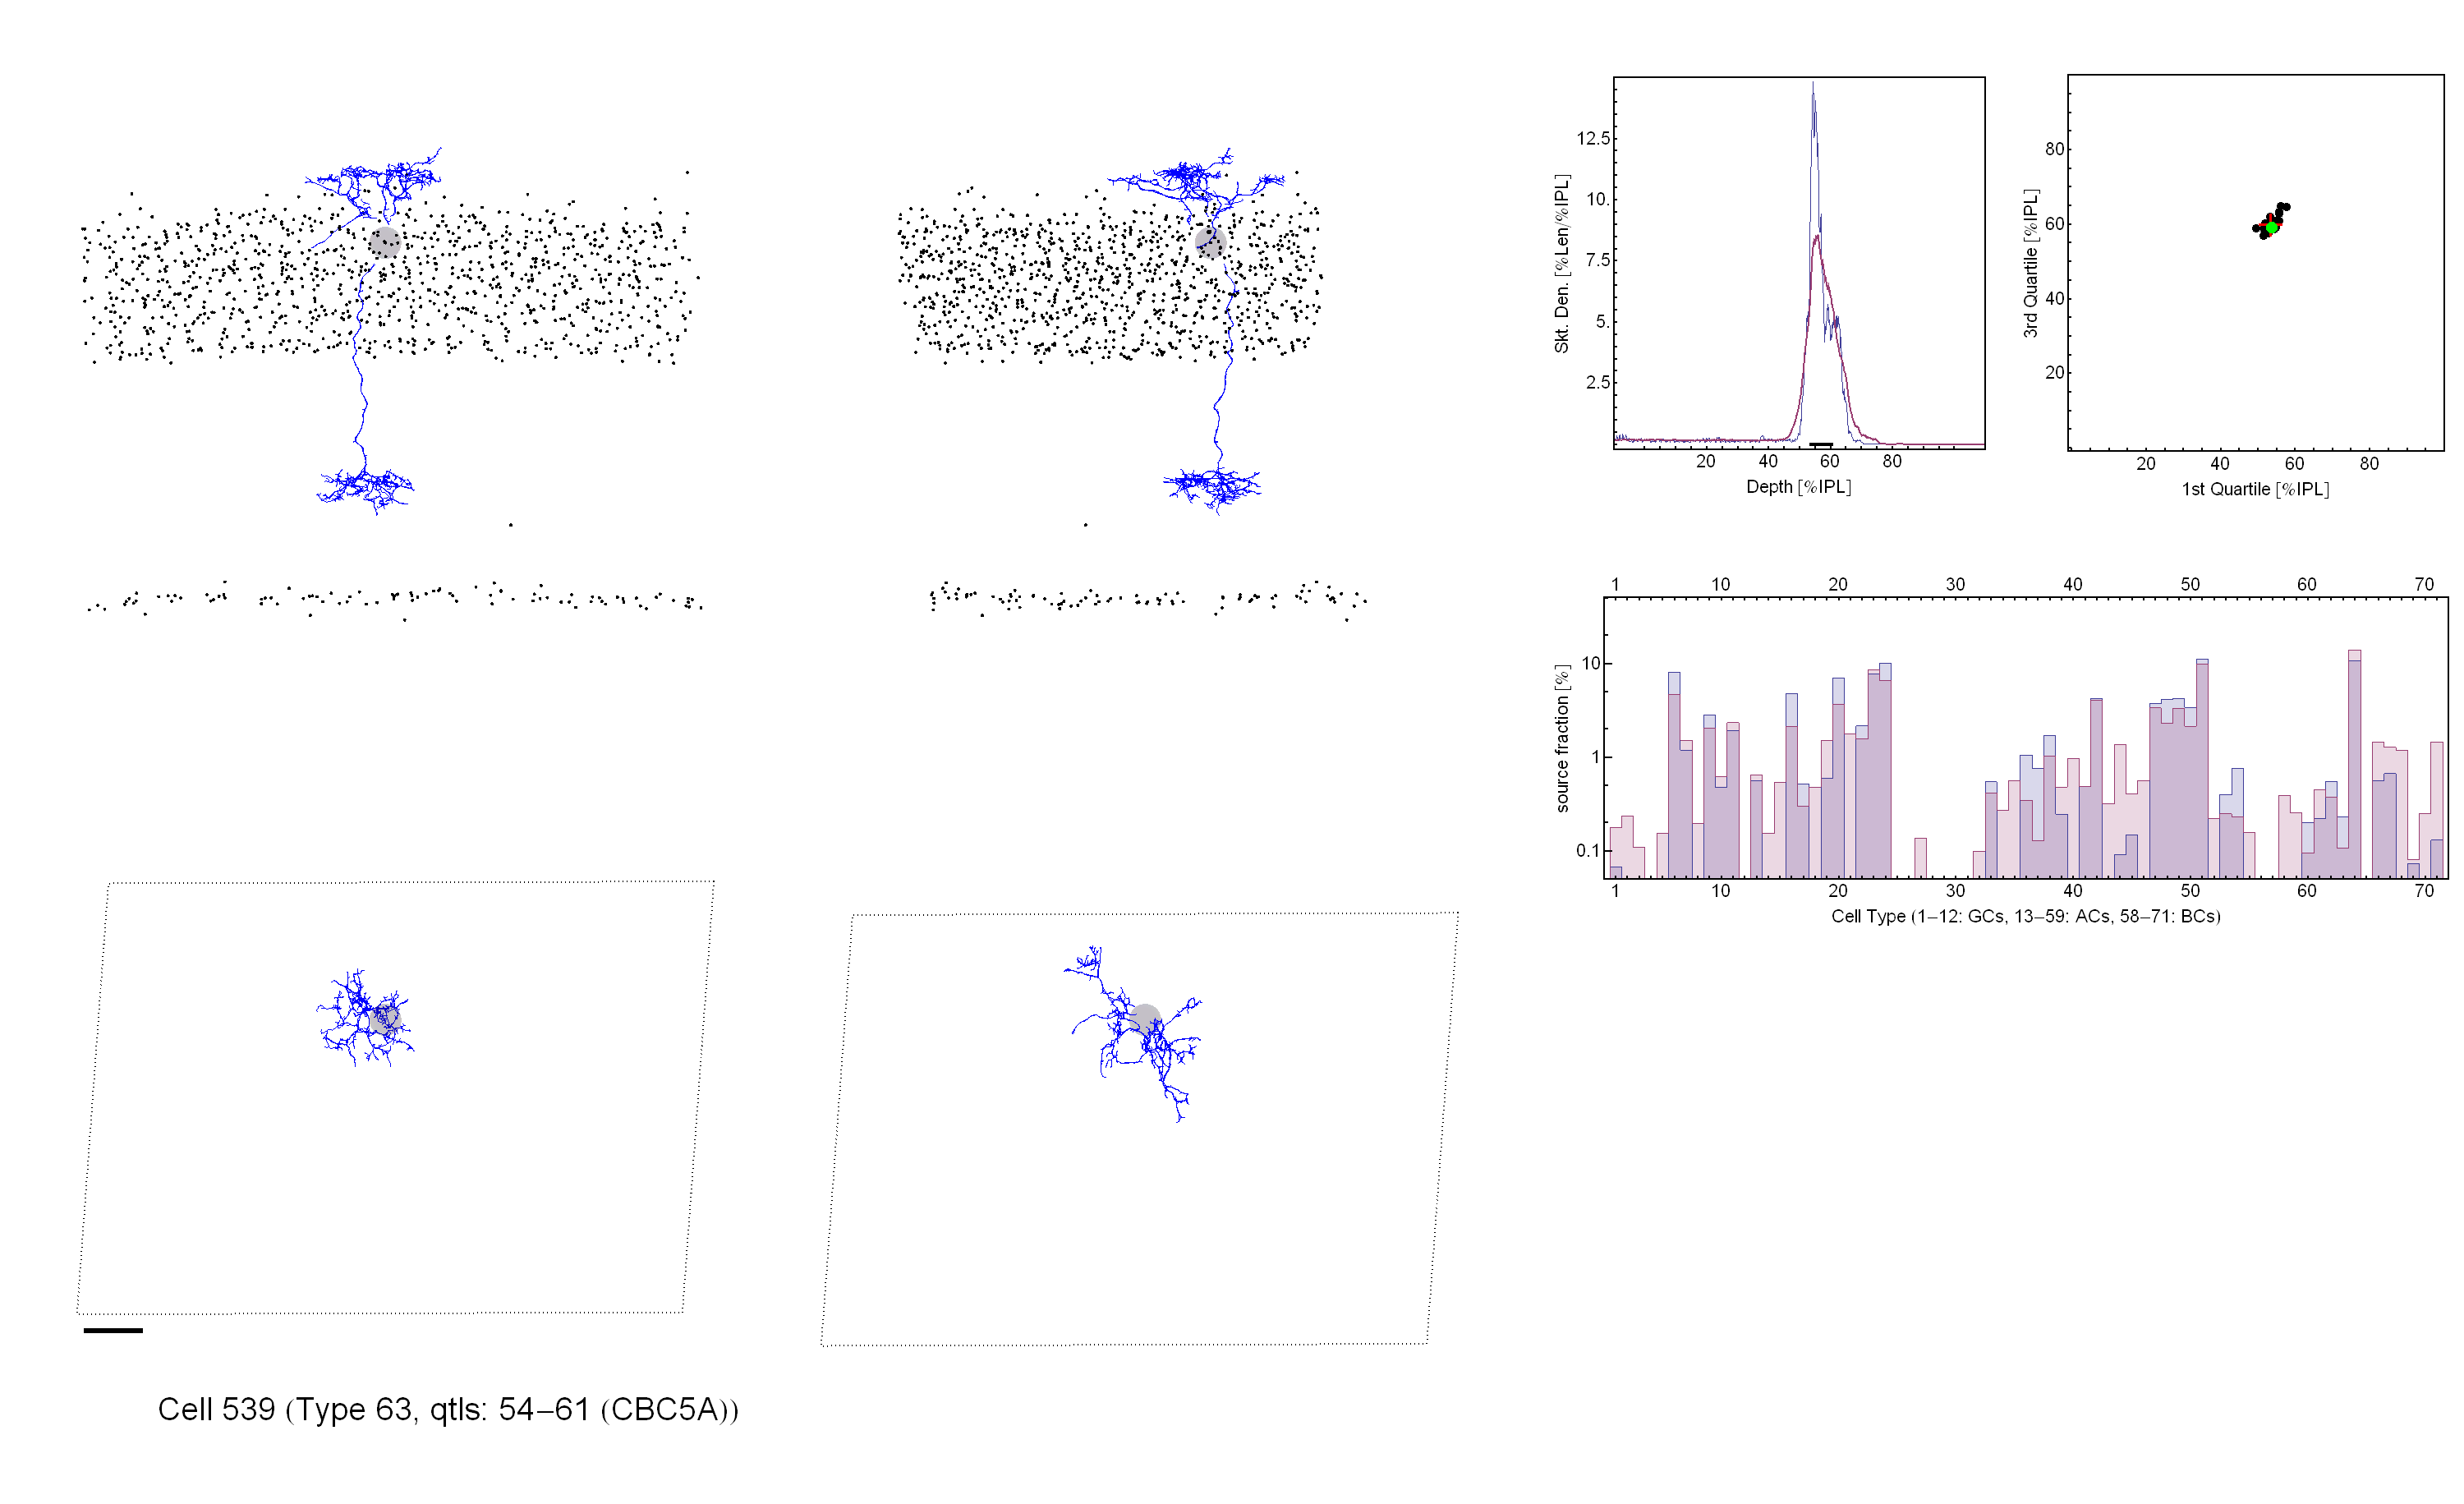 12.5
10.
7.5
5.
2.5
Skt. Den. [%Len/%IPL]
20 40 60 80
Depth [%IPL]
80
60
40
20
3rd Quartile [%IPL]
20 40 60 80
1st Quartile [%IPL]
1 10 20 30 40 50 60 70
10
1
0.1
source fraction [%]
1 10 20 30 40 50 60 70
Cell Type (1–12: GCs, 13–59: ACs, 58–71: BCs)
Cell 539 (Type 63, qtls: 54–61 (CBC5A))